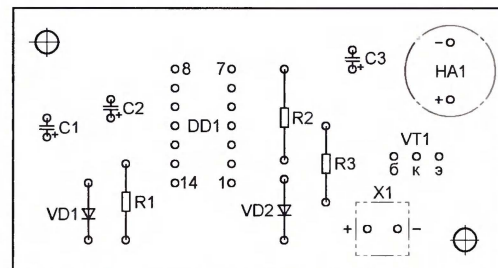 8 7
C3
−
HA1
+
C2
C1
DD1
R2
VT1
R3
б к э
14 1
X1
VD1
R1
VD2
+ −
+
+
+